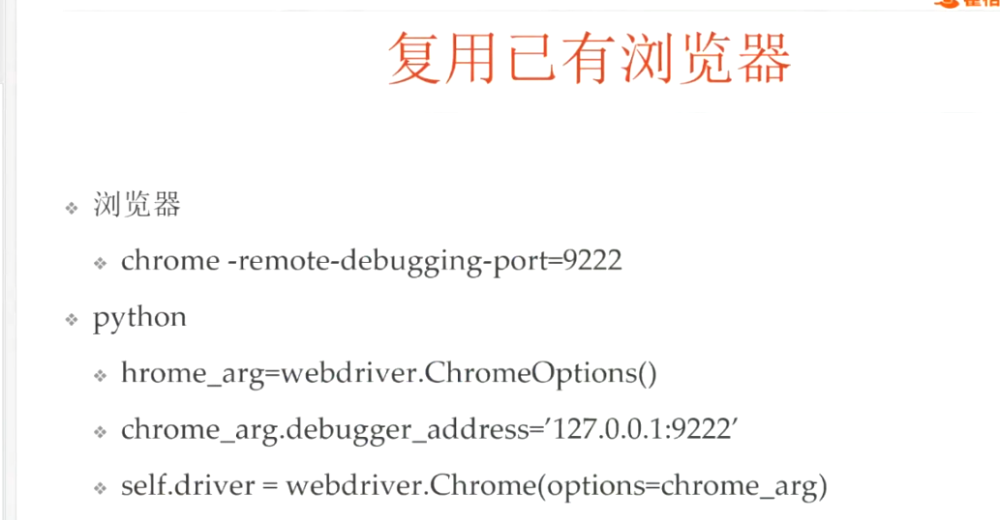 复用已有浏览器
浏览器
chrome -remote-debugging-port=9222
python
hrome_arg=webdriver.ChromeOptions()
chrome_arg.debugger_address=’127.0.0.1:9222’
self.driver = webdriver.Chrome(options=chrome_arg)